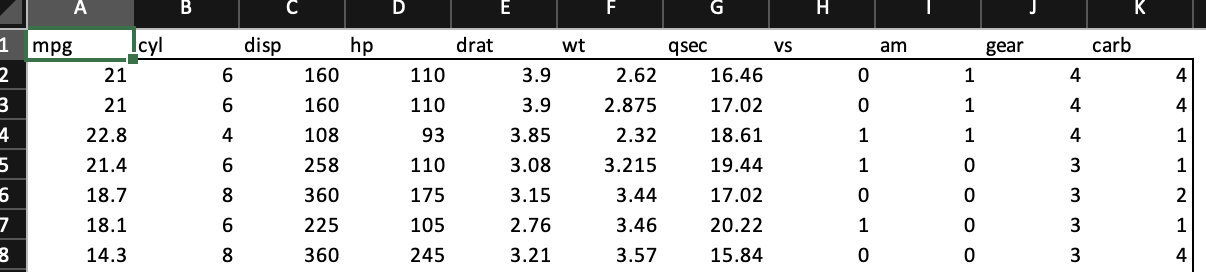 A B C D E F G H I J K
1 mpg cyl disp hp drat wt qsec vs am gear carb
2 21 6 160 110 3.9 2.62 16.46 0 1 4 4
3 21 6 160 110 3.9 2.875 17.02 0 1 4 4
4 22.8 4 108 93 3.85 2.32 18.61 1 1 4 1
5 21.4 6 258 110 3.08 3.215 19.44 1 0 3 1
6 18.7 8 360 175 3.15 3.44 17.02 0 0 3 2
7 18.1 6 225 105 2.76 3.46 20.22 1 0 3 1
8 14.3 8 360 245 3.21 3.57 15.84 0 0 3 4